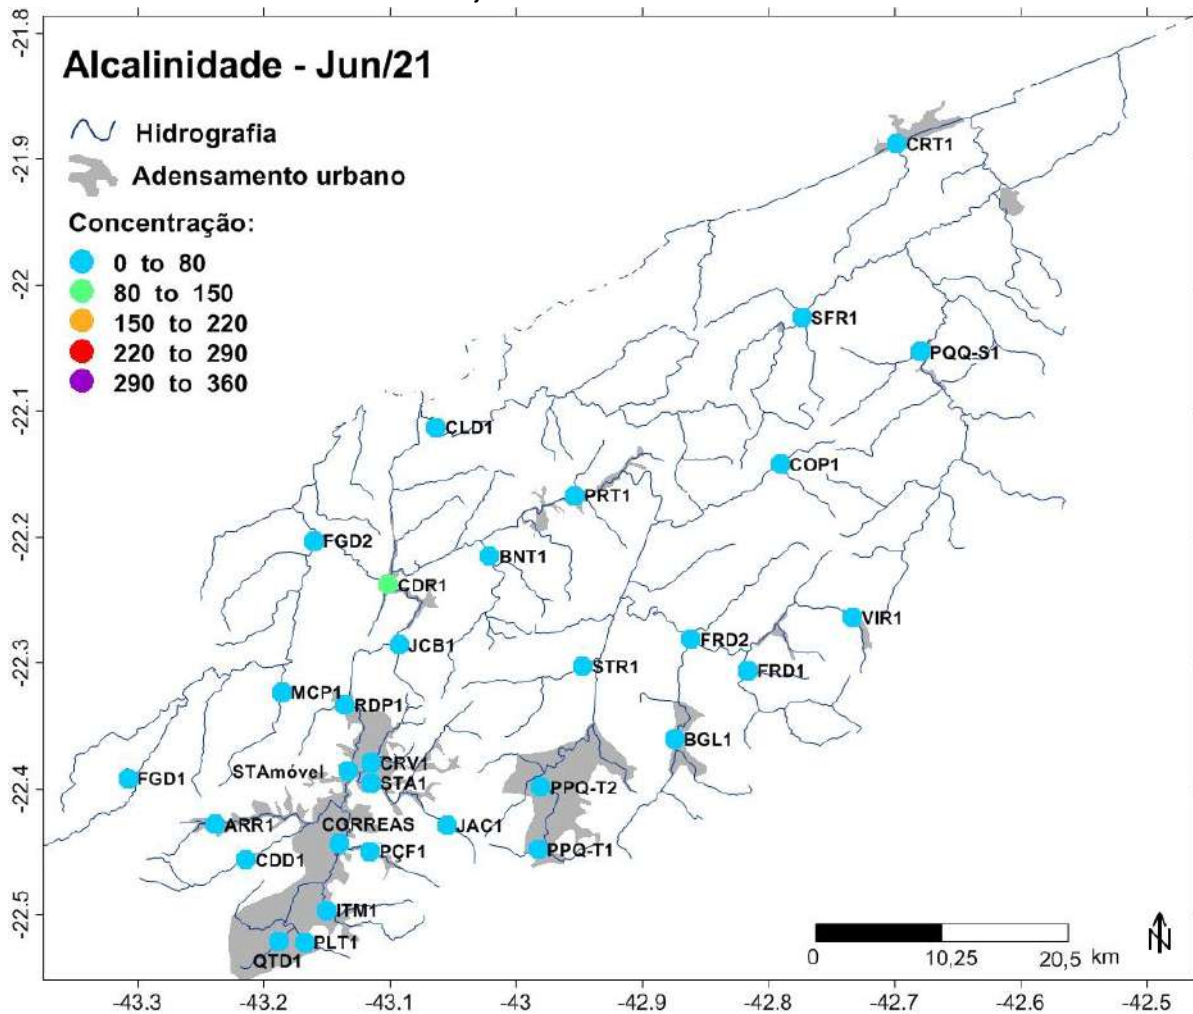 Alcalinidade - Jun/21
Hidrografia
Adensamento urbano
Concentração:
0 to 80
80 to 150
150 to 220
220 to 290
290 to 360
-21.8
-21.9
-22
-22.1
-22.2
-22.3
-22.4
-22.5
CRT1
SFR1
PQQ-S1
CLD1
COP1
PRT1
FGD2
BNT1
CDR1
VIR1
FRD2
JCB1
STR1
FRD1
MCP1
RDP1
BGL1
CRV1
STAmóvel
STA1
FGD1
PPQ-T2
ARR1
CORREAS
JAC1
PÇF1
PPQ-T1
CDD1
ITM1
PLT1
QTD1
0 10,25 20,5 km
N
-43.3 -43.2 -43.1 -43 -42.9 -42.8 -42.7 -42.6 -42.5